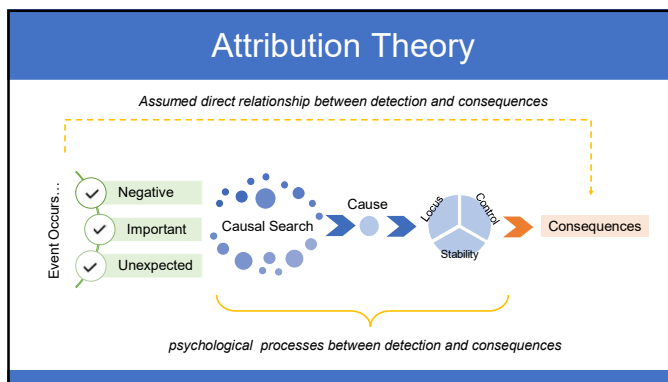 Attribution Theory
Assumed direct relationship between detection and consequences
Event Occurs...
Negative
Important
Unexpected
Causal Search
Cause
Locus
Control
Stability
Consequences
psychological processes between detection and consequences